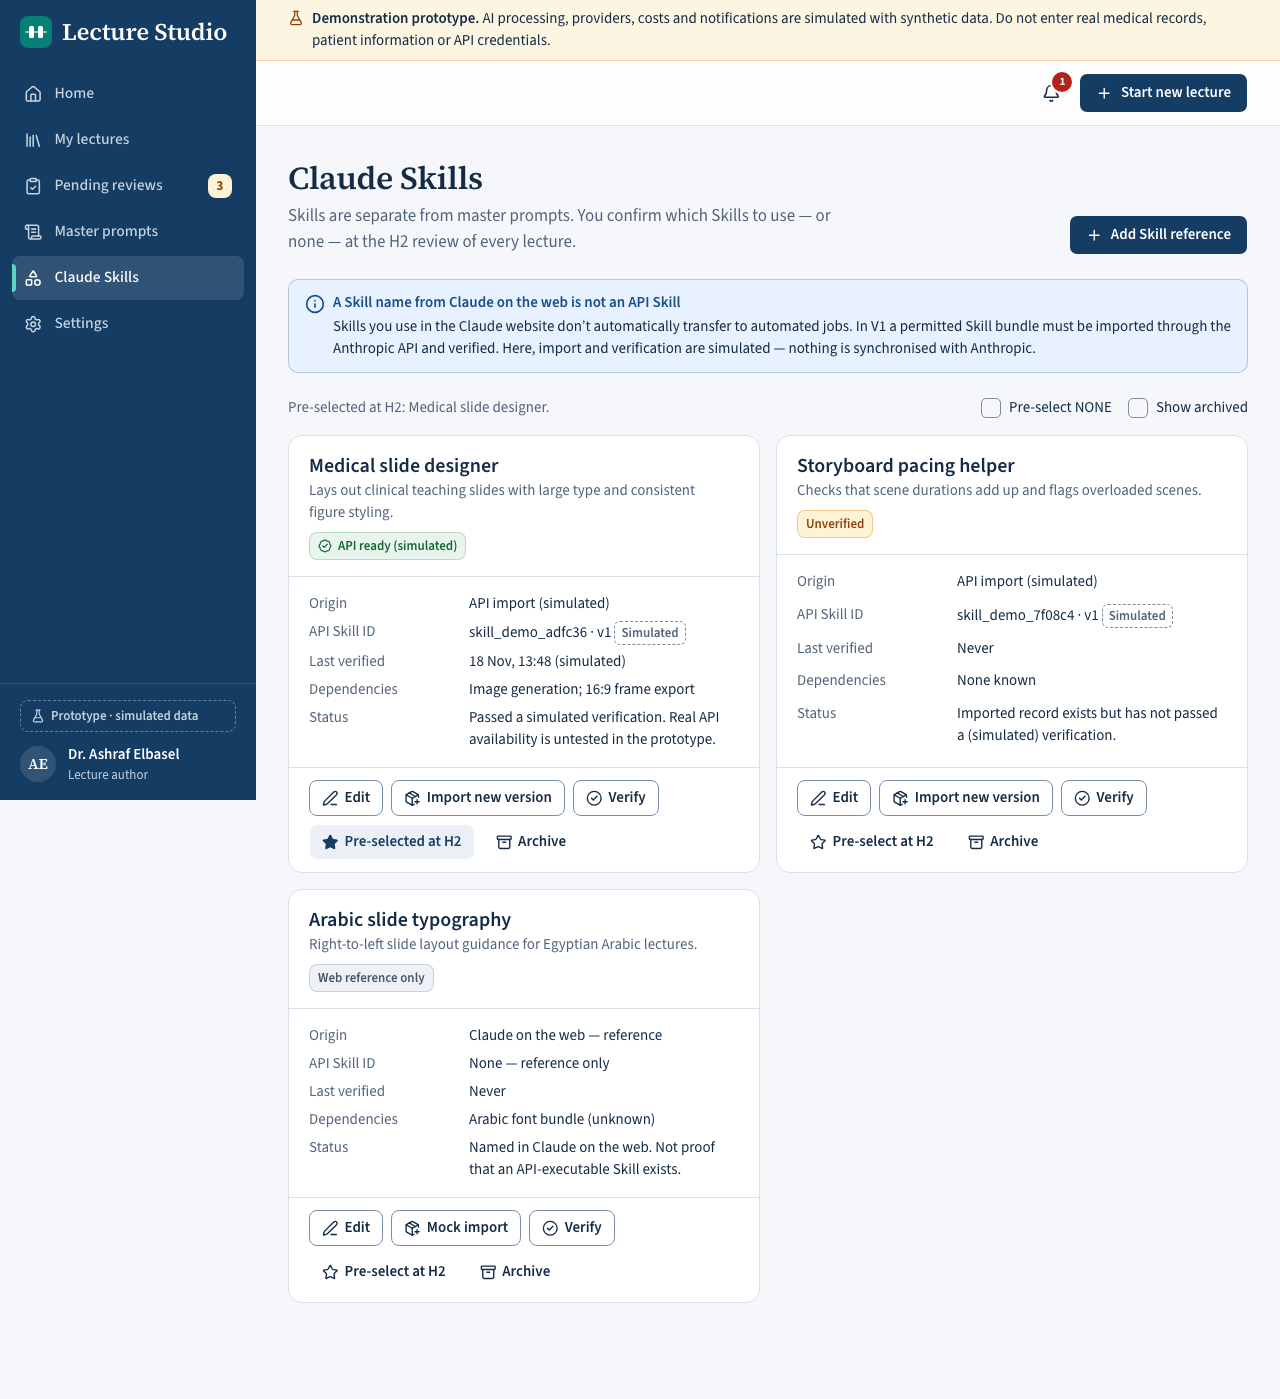 Lecture Studio
Home
My lectures
Pending reviews
3
Master prompts
Claude Skills
Settings
Prototype · simulated data
AE
Dr. Ashraf Elbasel
Lecture author
Demonstration prototype. AI processing, providers, costs and notifications are simulated with synthetic data. Do not enter real medical records,
patient information or API credentials.
1
Start new lecture
Claude Skills
Skills are separate from master prompts. You confirm which Skills to use — or
none — at the H2 review of every lecture.
Add Skill reference
A Skill name from Claude on the web is not an API Skill
Skills you use in the Claude website don’t automatically transfer to automated jobs. In V1 a permitted Skill bundle must be imported through the
Anthropic API and verified. Here, import and verification are simulated — nothing is synchronised with Anthropic.
Pre-selected at H2: Medical slide designer.
Pre-select NONE
Show archived
Medical slide designer
Lays out clinical teaching slides with large type and consistent
figure styling.
API ready (simulated)
Origin API import (simulated)
API Skill ID skill_demo_adfc36 · v1 Simulated
Last verified 18 Nov, 13:48 (simulated)
Dependencies Image generation; 16:9 frame export
Status Passed a simulated verification. Real API
availability is untested in the prototype.
Edit Import new version Verify
Pre-selected at H2 Archive
Storyboard pacing helper
Checks that scene durations add up and flags overloaded scenes.
Unverified
Origin API import (simulated)
API Skill ID skill_demo_7f08c4 · v1 Simulated
Last verified Never
Dependencies None known
Status Imported record exists but has not passed
a (simulated) verification.
Edit Import new version Verify
Pre-select at H2 Archive
Arabic slide typography
Right-to-left slide layout guidance for Egyptian Arabic lectures.
Web reference only
Origin Claude on the web — reference
API Skill ID None — reference only
Last verified Never
Dependencies Arabic font bundle (unknown)
Status Named in Claude on the web. Not proof
that an API-executable Skill exists.
Edit Mock import Verify
Pre-select at H2 Archive